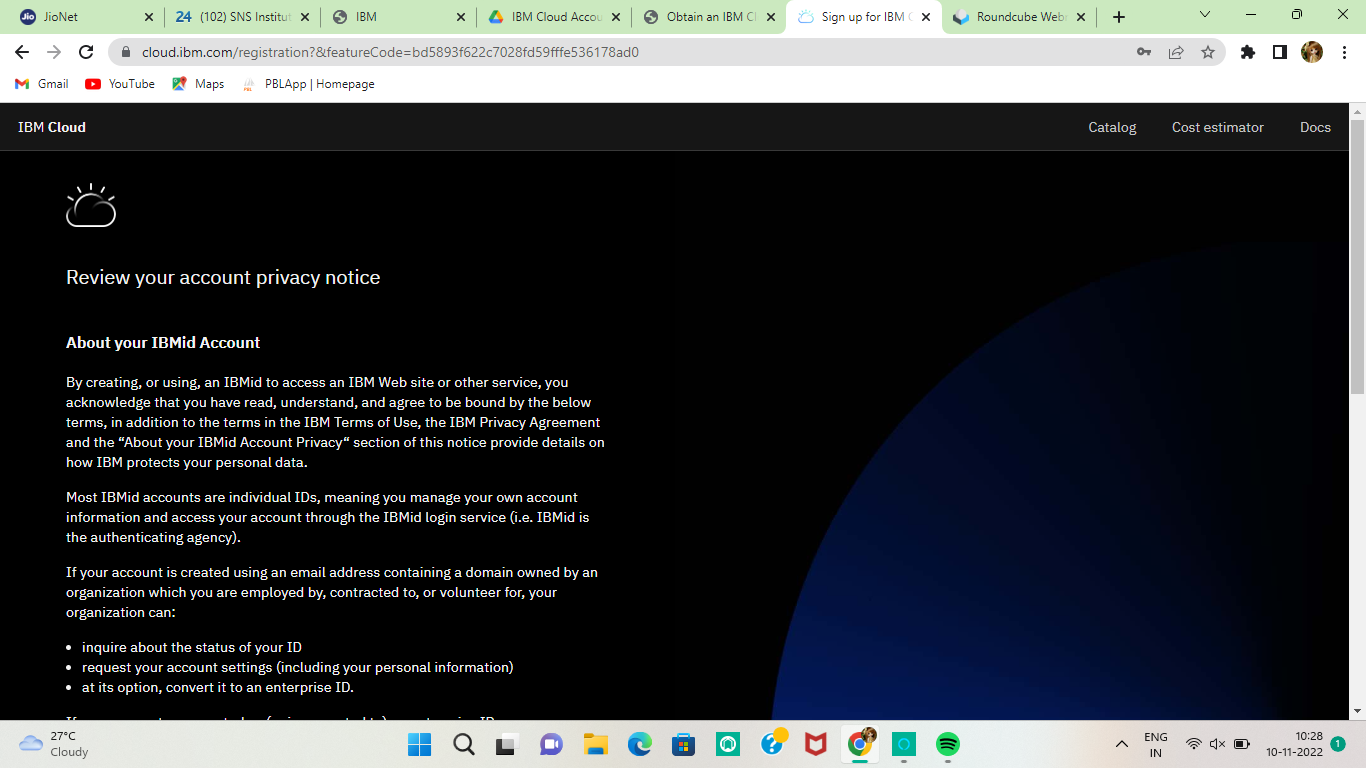 JioNet
24 (102) SNS Institut
IBM
IBM Cloud Accou
Obtain an IBM Cl
Sign up for IBM C
Roundcube Web
cloud.ibm.com/registration?&featureCode=bd5893f622c7028fd59fffe536178ad0
Gmail
YouTube
Maps
PBLApp | Homepage
IBM Cloud
Catalog
Cost estimator
Docs
Review your account privacy notice
About your IBMid Account
By creating, or using, an IBMid to access an IBM Web site or other service, you
acknowledge that you have read, understand, and agree to be bound by the below
terms, in addition to the terms in the IBM Terms of Use, the IBM Privacy Agreement
and the “About your IBMid Account Privacy“ section of this notice provide details on
how IBM protects your personal data.
Most IBMid accounts are individual IDs, meaning you manage your own account
information and access your account through the IBMid login service (i.e. IBMid is
the authenticating agency).
If your account is created using an email address containing a domain owned by an
organization which you are employed by, contracted to, or volunteer for, your
organization can:
• inquire about the status of your ID
• request your account settings (including your personal information)
• at its option, convert it to an enterprise ID.
27°C
Cloudy
ENG
IN
10:28
10-11-2022
1